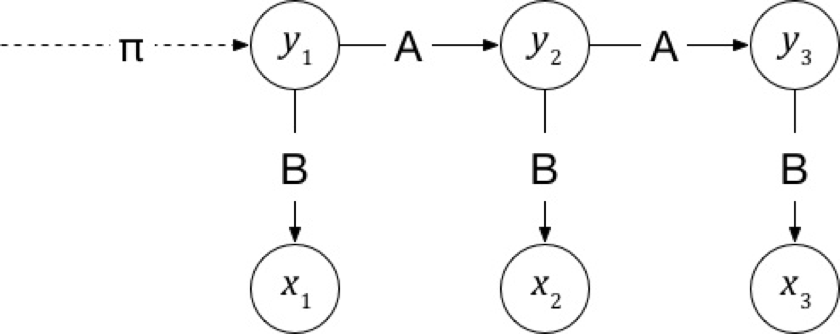 π y₁ A y₂ A y₃
B B B
x₁ x₂ x₃